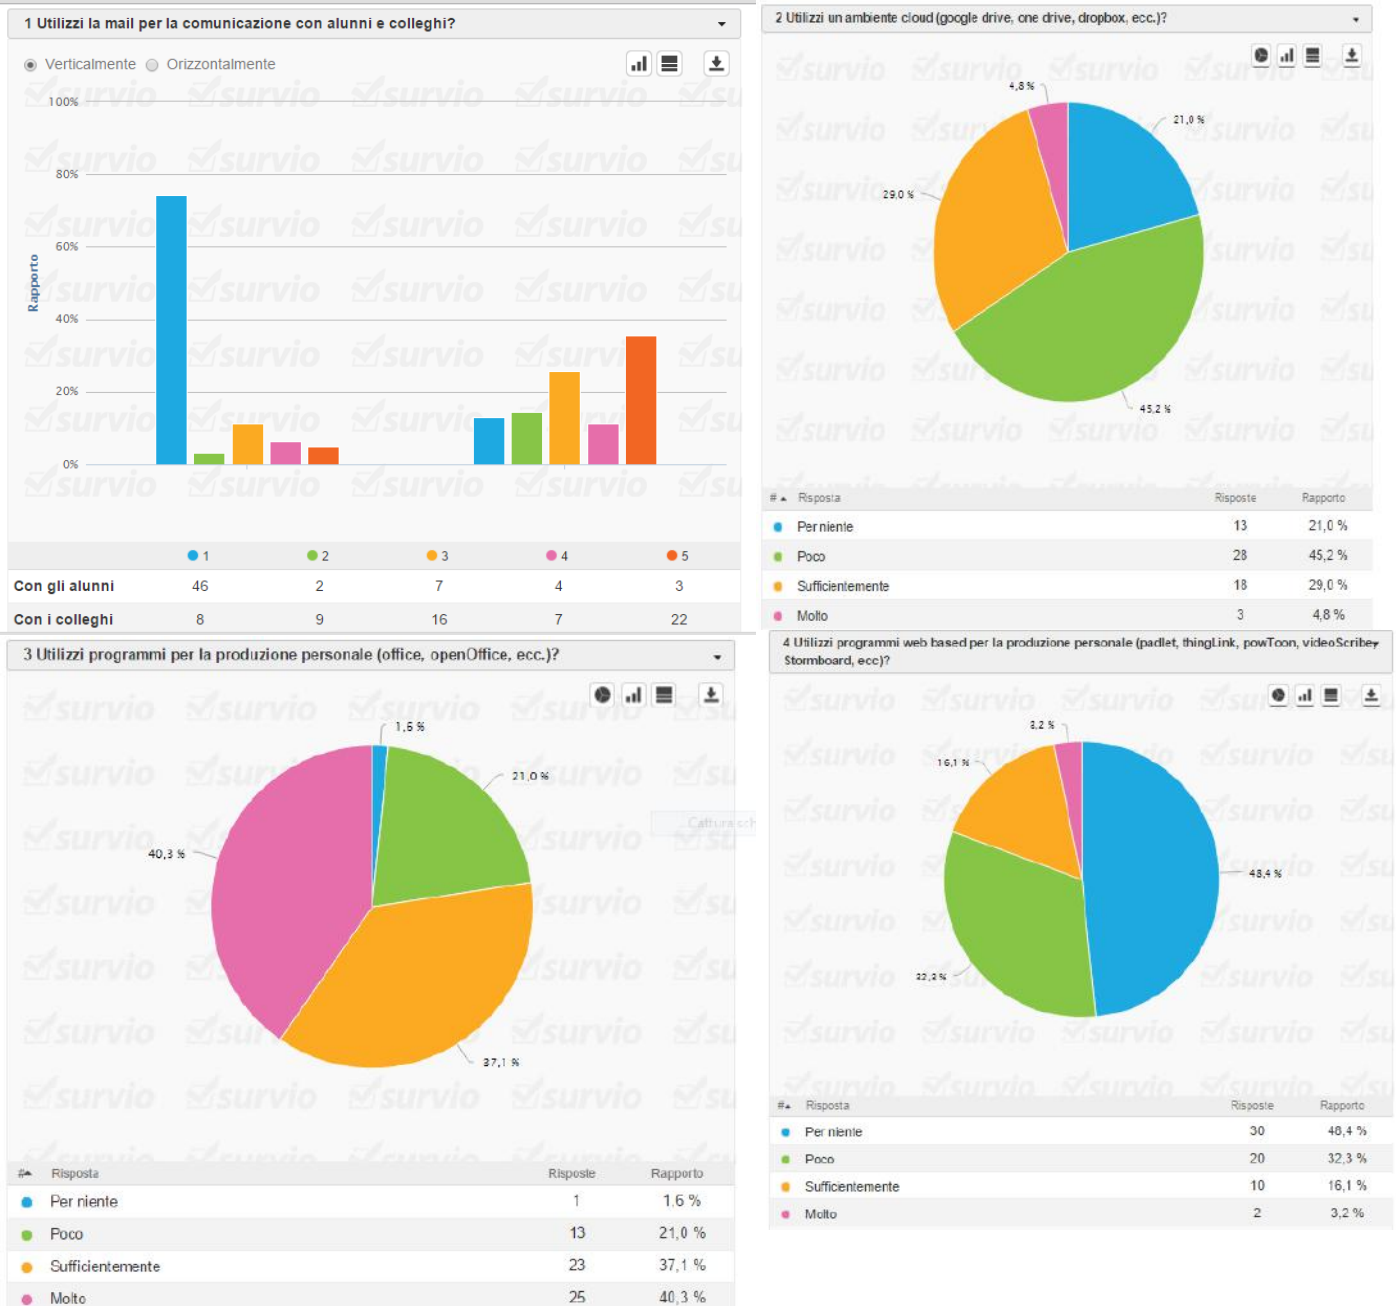 1 Utilizzi la mail per la comunicazione con alunni e colleghi?
Verticalmente Orizzontalmente
100%
80%
60%
40%
20%
0%
Rapporto
1 2 3 4 5
Con gli alunni 46 2 7 4 3
Con i colleghi 8 9 16 7 22
2 Utilizzi un ambiente cloud (google drive, one drive, dropbox, ecc.)?
4,8 %
21,0 %
29,0 %
45,2 %
# Risposta Risposte Rapporto
Per niente 13 21,0 %
Poco 28 45,2 %
Sufficientemente 18 29,0 %
Molto 3 4,8 %
3 Utilizzi programmi per la produzione personale (office, openOffice, ecc.)?
1,6 %
21,0 %
40,3 %
37,1 %
# Risposta Risposte Rapporto
Per niente 1 1,6 %
Poco 13 21,0 %
Sufficientemente 23 37,1 %
Molto 25 40,3 %
4 Utilizzi programmi web based per la produzione personale (padlet, thingLink, powToon, videoScribe,
Stormboard, ecc)?
3,2 %
16,1 %
48,4 %
32,3 %
# Risposta Risposte Rapporto
Per niente 30 48,4 %
Poco 20 32,3 %
Sufficientemente 10 16,1 %
Molto 2 3,2 %
survio